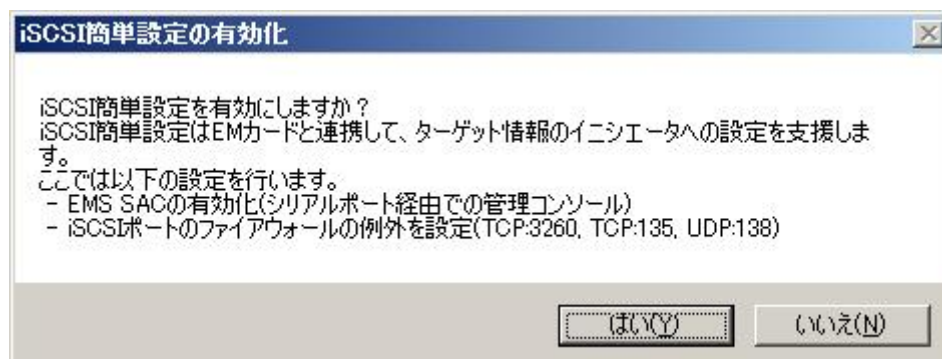 iSCSI簡単設定の有効化
iSCSI簡単設定を有効にしますか？
iSCSI簡単設定はEMカードと連携して、ターゲット情報のイニシエータへの設定を支援しま
す。
ここでは以下の設定を行います。
- EMS SACの有効化(シリアルポート経由での管理コンソール)
- iSCSIポートのファイアウォールの例外を設定(TCP:3260, TCP:135, UDP:138)
はい(Y)
いいえ(N)